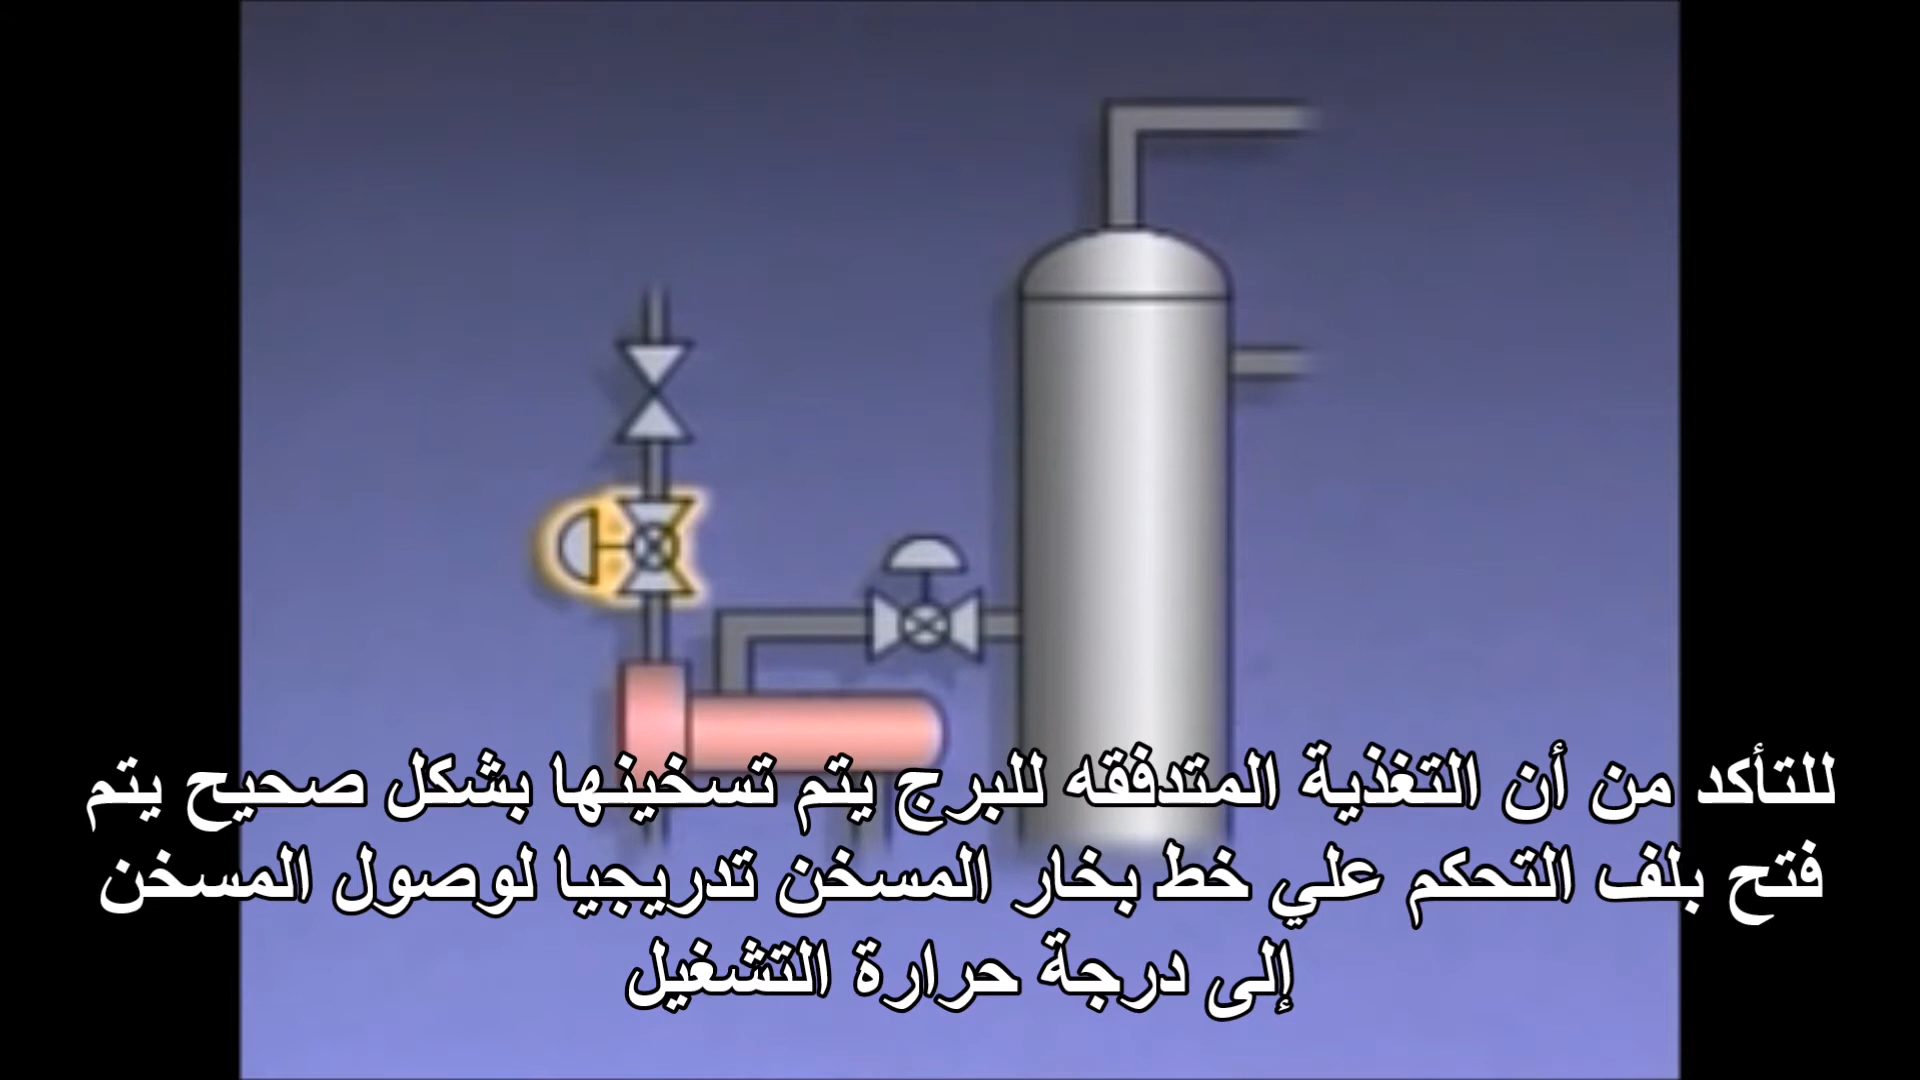 للتأكد من أن التغذية المتدفقه للبرج يتم تسخينها بشكل صحيح يتم
فتح بلف التحكم علي خط بخار المسخن تدريجيا لوصول المسخن
إلى درجة حرارة التشغيل